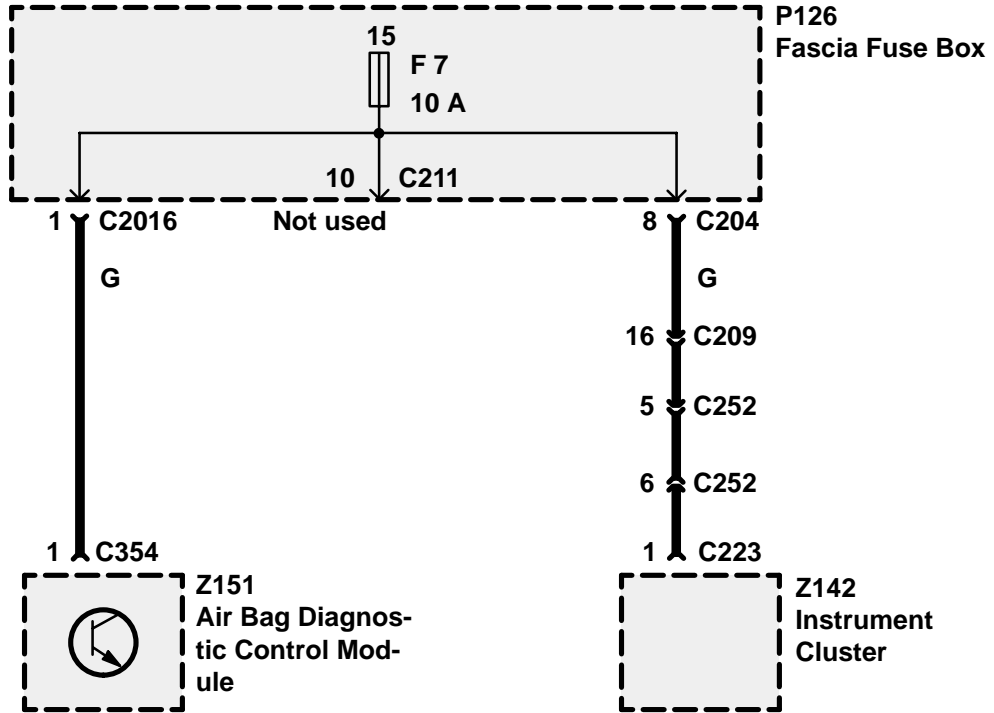 P126
Fascia Fuse Box
15
F 7
10 A
10 C211
1 C2016
Not used
8 C204
G
G
16 C209
5 C252
6 C252
1 C354
1 C223
Z151
Air Bag Diagnos-
tic Control Mod-
ule
Z142
Instrument
Cluster